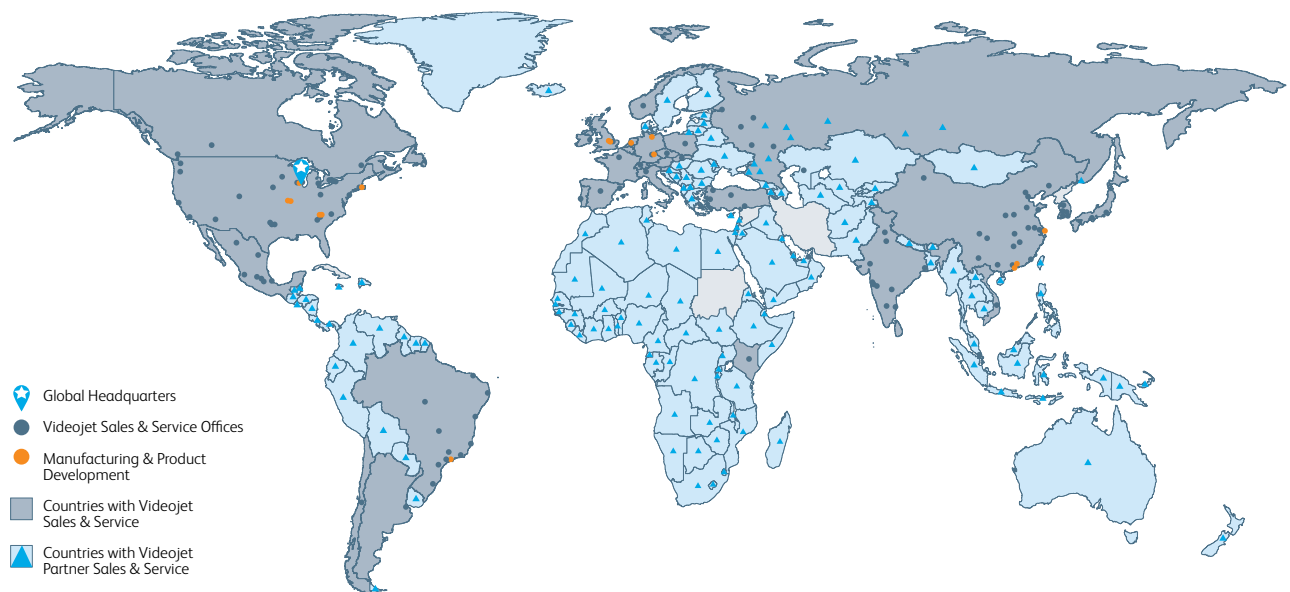 Global Headquarters
Videojet Sales & Service Offices
Manufacturing & Product
Development
Countries with Videojet
Sales & Service
Countries with Videojet
Partner Sales & Service